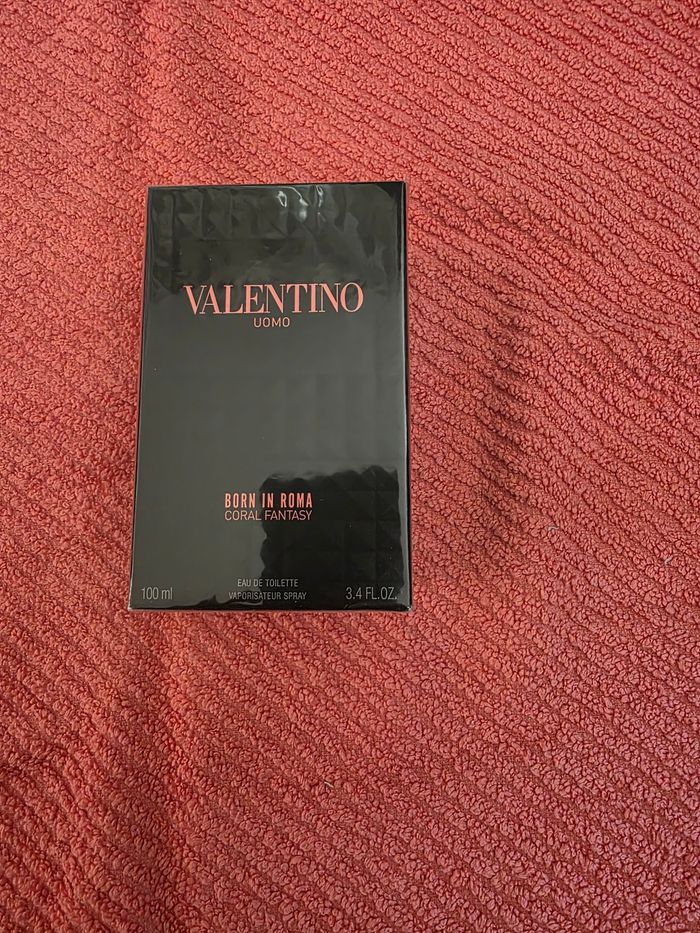 VALENTINO
UOMO
BORN IN ROMA
CORAL FANTASY
EAU DE TOILETTE
100 ml VAPORISATEUR SPRAY 3.4 FL.OZ.